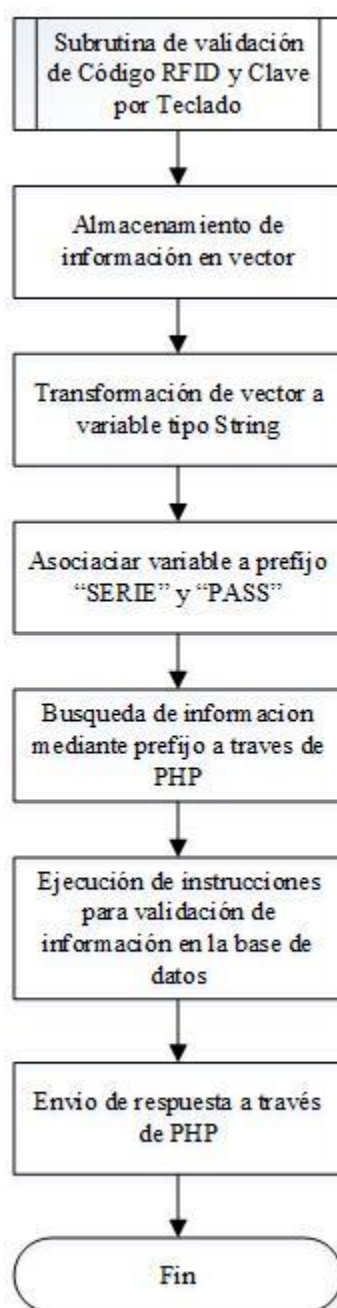 Subrutina de validación
de Código RFID y Clave
por Teclado
Almacenamiento de
información en vector
Transformación de vector a
variable tipo String
Asociaciar variable a prefijo
“SERIE” y “PASS”
Busqueda de informacion
mediante prefijo a traves de
PHP
Ejecución de instrucciones
para validación de
información en la base de
datos
Envio de respuesta a través
de PHP
Fin